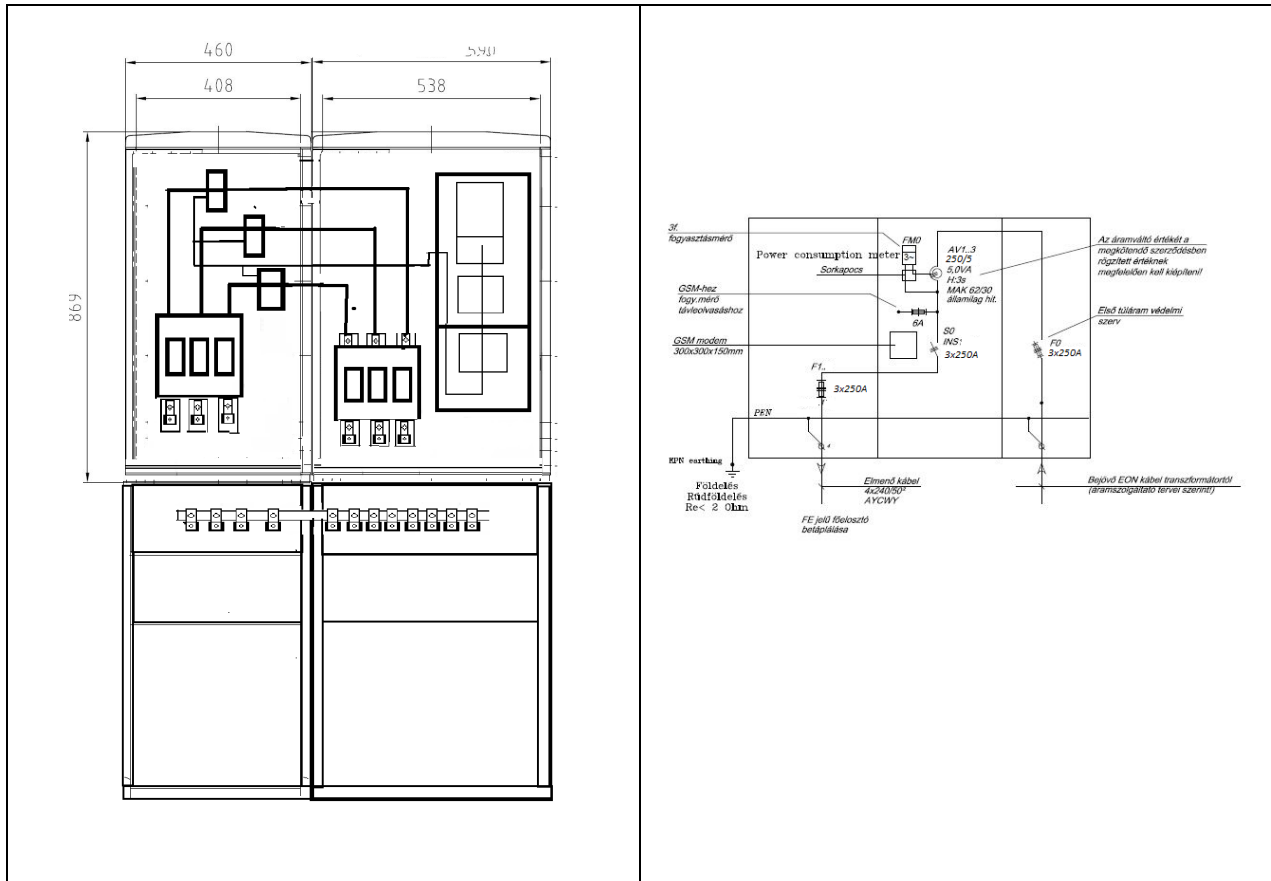 460
590
408
538
869
3f.
fogyasztásmérő
Power consumption meter
Sorkapocs
GSM-hez
fogy.mérő
távleolvasáshoz
GSM modem
300x300x150mm
FM0
3~
AV1..3
250/5
5,0VA
H:3s
MAK 62/30
államilag hit.
6A
S0
INS!
3x250A
F1..
3x250A
Az áramváltó értékét a
megkötendő szerződésben
rögzített értéknek
megfelelően kell kiépíteni!
Első túláram védelmi
szerv
F0
3x250A
PEN
EPN earthing
4
Földelés
Rúdföldelés
Re< 2 Ohm
Elmenő kábel
4x240/50²
AYCWY
FE jelű főelosztó
betáplálása
Bejövő EON kábel transzformátortól
(áramszolgáltató tervei szerint!)